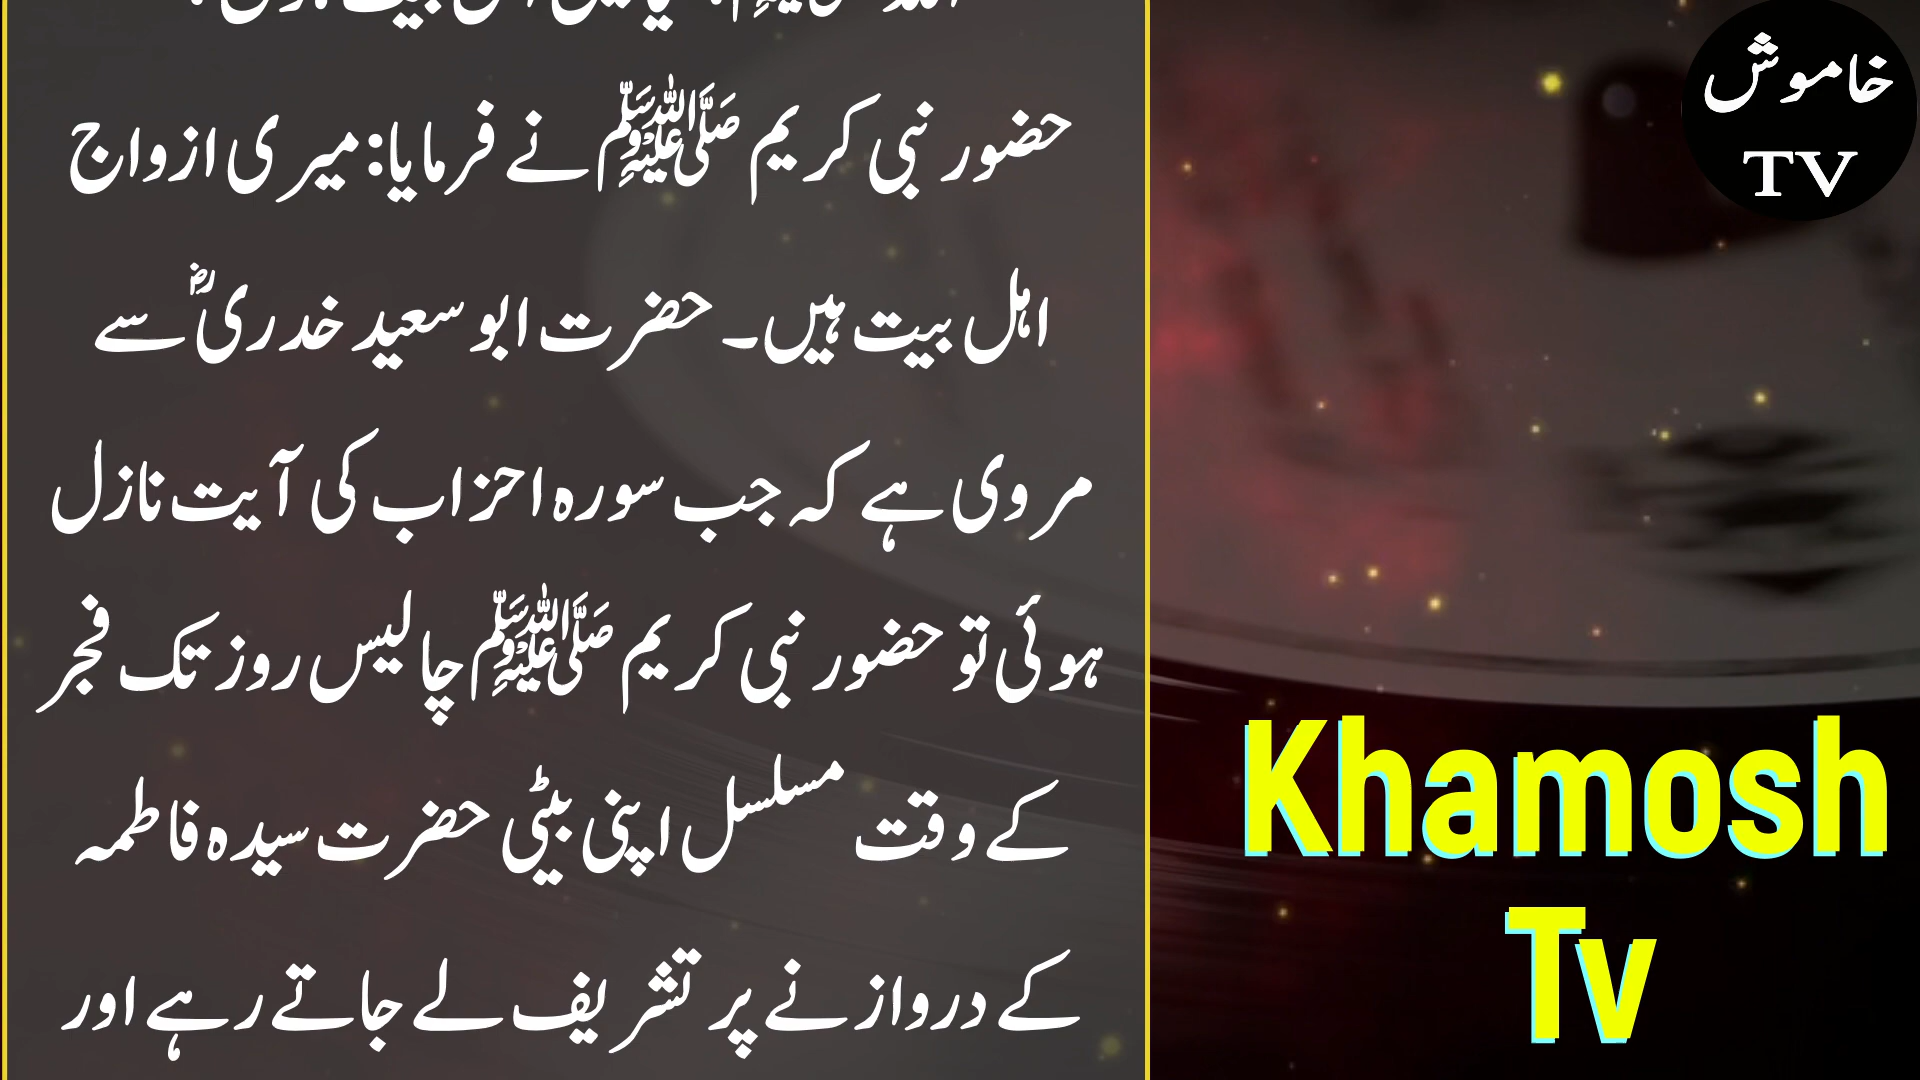 حضور نبی کریم ﷺ نے فرمایا: میری ازواج
اہل بیت ہیں۔ حضرت ابو سعید خدریؓ سے
مروی ہے کہ جب سورہ احزاب کی آیت نازل
ہوئی تو حضور نبی کریم ﷺ چالیس روز تک فجر
کے وقت مسلسل اپنی بیٹی حضرت سیدہ فاطمہ
کے دروازنے پر تشریف لے جاتے رہے اور
خاموش
TV
Khamosh
Tv